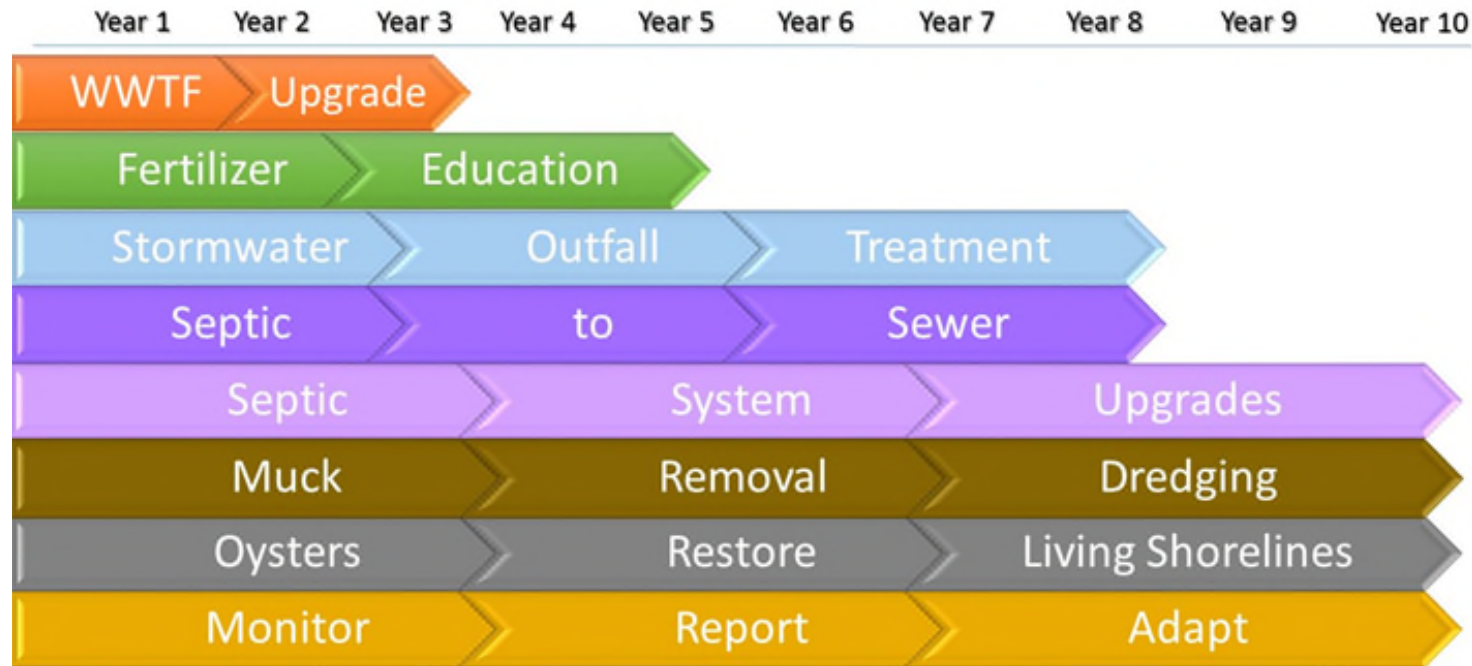 Year 1 Year 2 Year 3 Year 4 Year 5 Year 6 Year 7 Year 8 Year 9 Year 10
WWTF Upgrade
Fertilizer Education
Stormwater Outfall Treatment
Septic to Sewer
Septic System Upgrades
Muck Removal Dredging
Oysters Restore Living Shorelines
Monitor Report Adapt